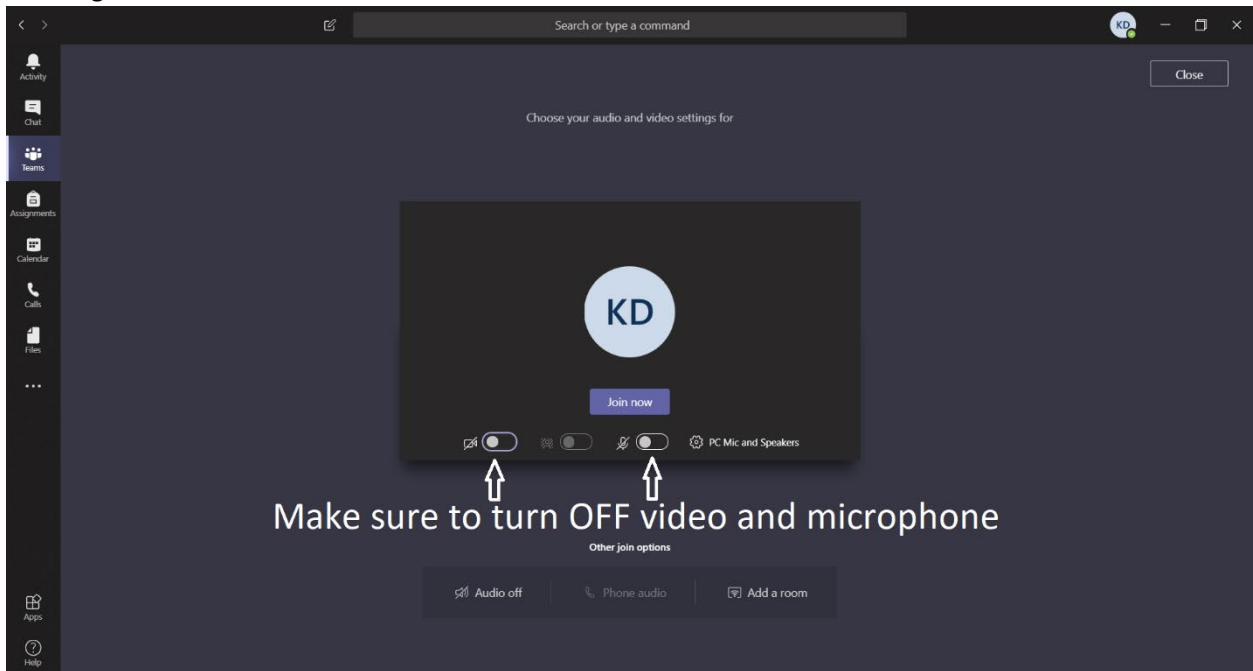 Search or type a command
KD
Activity
Chat
Teams
Assignments
Calendar
Calls
Files
Apps
Help
Close
Choose your audio and video settings for
KD
Join now
PC Mic and Speakers
Make sure to turn OFF video and microphone
Other join options
Audio off
Phone audio
Add a room